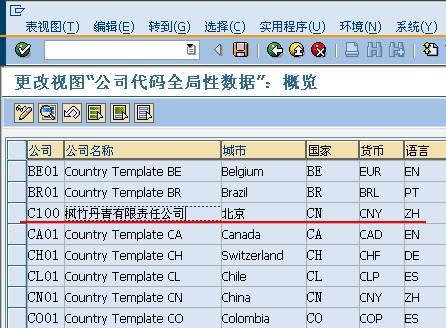 表视图(T) 编辑(E) 转到(G) 选择(C) 实用程序(U) 环境(N) 系统(Y)
更改视图“公司代码全局性数据”：概览
公司 公司名称 城市 国家 货币 语言
BE01 Country Template BE Belgium BE EUR EN
BR01 Country Template BR Brazil BR BRL PT
C100 枫竹丹青有限责任公司 北京 CN CNY ZH
CA01 Country Template CA Canada CA CAD EN
CH01 Country Template CH Switzerland CH CHF DE
CL01 Country Template CL Chile CL CLP ES
CN01 Country Template CN China CN CNY ZH
CO01 Country Template CO Colombia CO COP ES